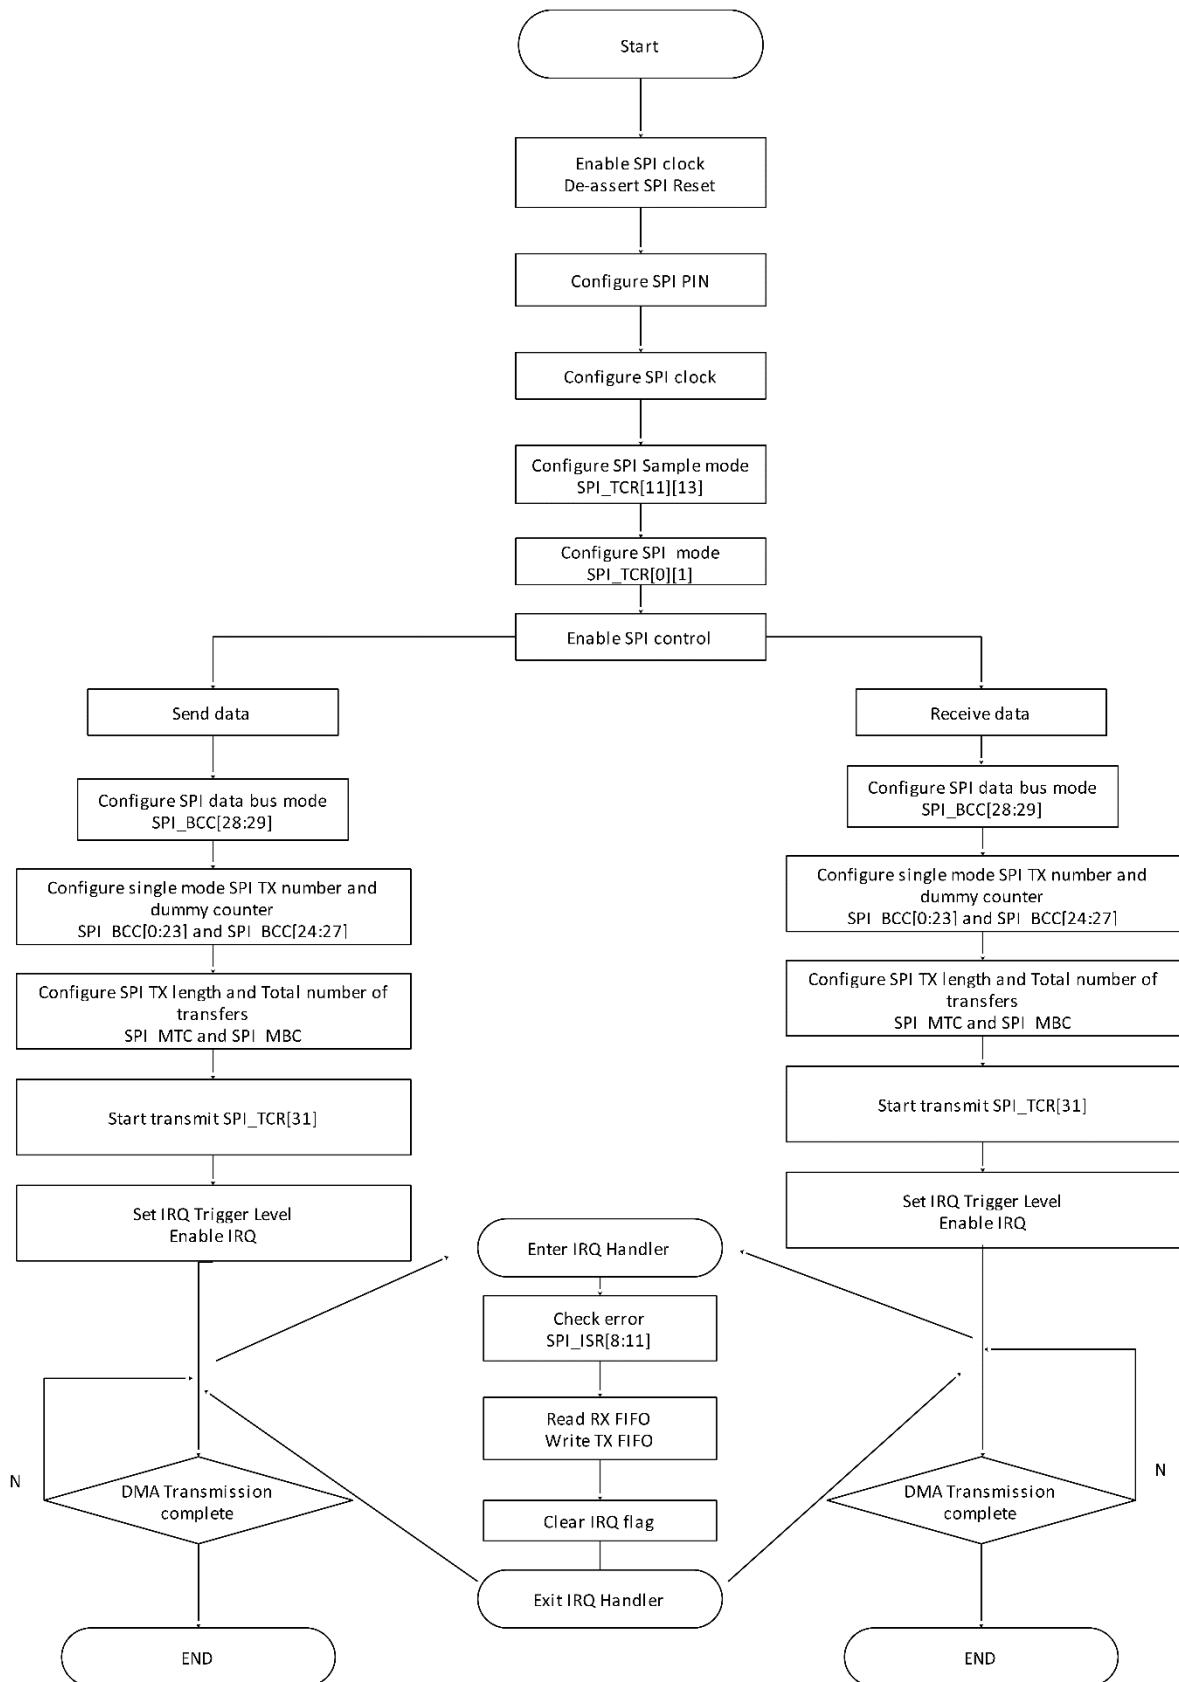 Start
Enable SPI clock
De-assert SPI Reset
Configure SPI PIN
Configure SPI clock
Configure SPI Sample mode
SPI_TCR[11][13]
Configure SPI mode
SPI_TCR[0][1]
Enable SPI control
Send data
Configure SPI data bus mode
SPI_BCC[28:29]
Configure single mode SPI TX number and
dummy counter
SPI_BCC[0:23] and SPI_BCC[24:27]
Configure SPI TX length and Total number of
transfers
SPI_MTC and SPI_MBC
Start transmit SPI_TCR[31]
Set IRQ Trigger Level
Enable IRQ
N
DMA Transmission
complete
END
Enter IRQ Handler
Check error
SPI_ISR[8:11]
Read RX FIFO
Write TX FIFO
Clear IRQ flag
Exit IRQ Handler
Receive data
Configure SPI data bus mode
SPI_BCC[28:29]
Configure single mode SPI TX number and
dummy counter
SPI_BCC[0:23] and SPI_BCC[24:27]
Configure SPI TX length and Total number of
transfers
SPI_MTC and SPI_MBC
Start transmit SPI_TCR[31]
Set IRQ Trigger Level
Enable IRQ
N
DMA Transmission
complete
END